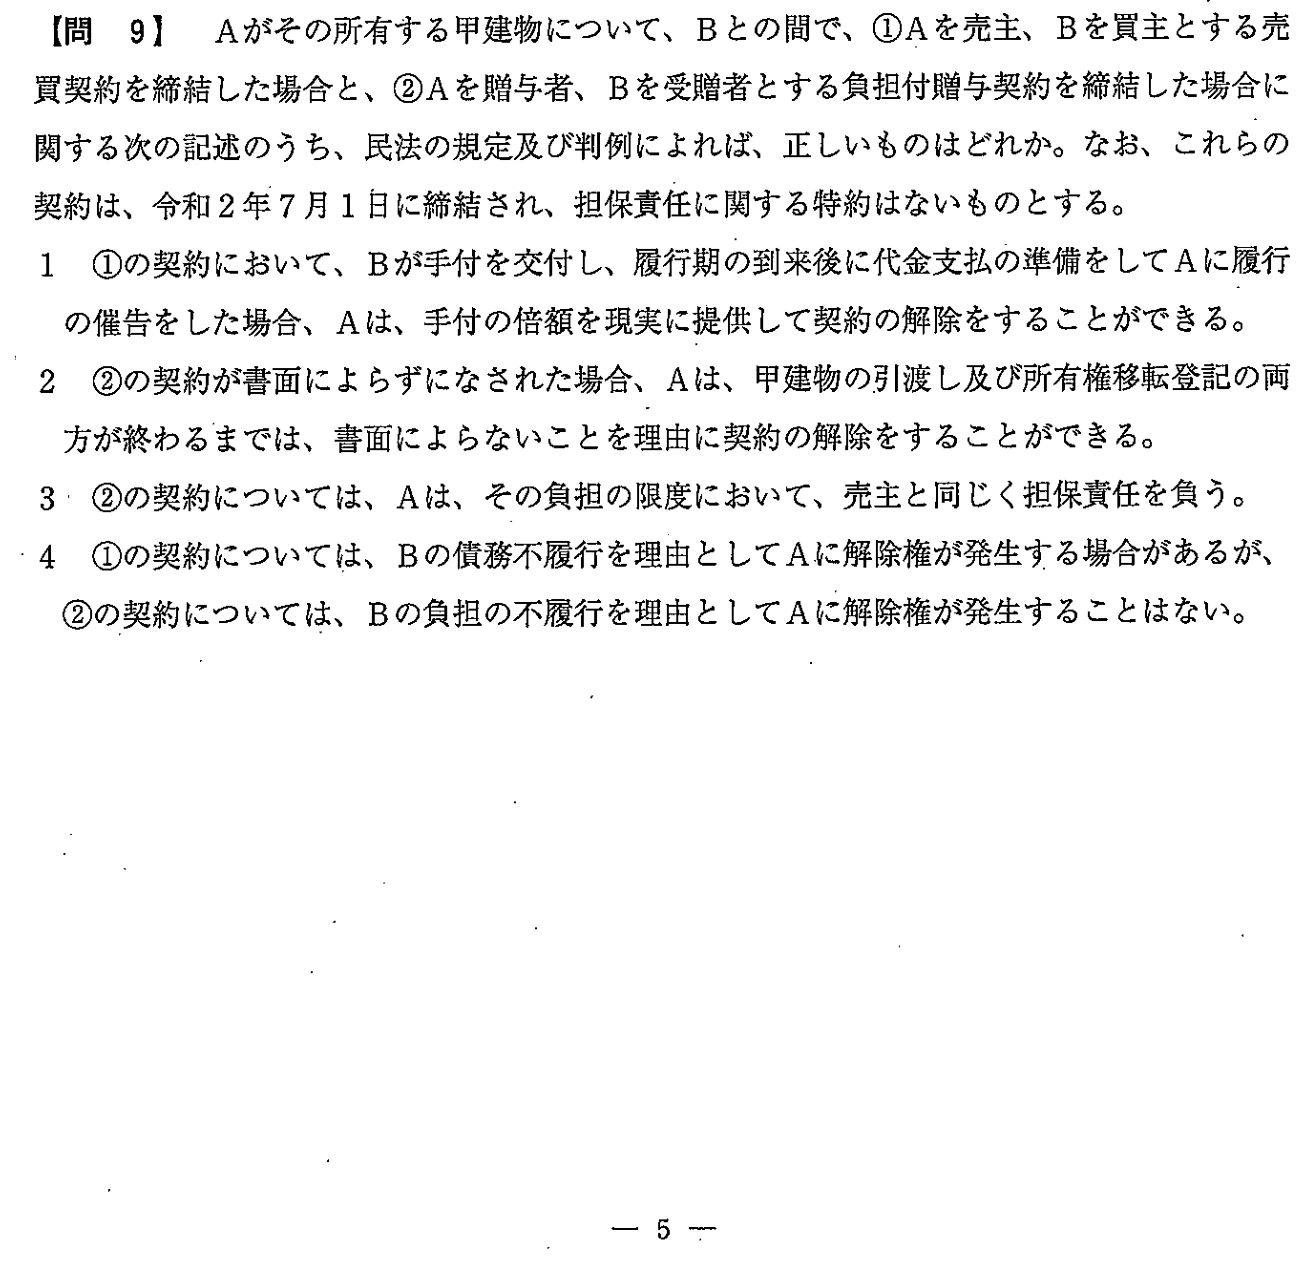 【問　9】　Ａがその所有する甲建物について、Ｂとの間で、①Ａを売主、Ｂを買主とする売
買契約を締結した場合と、②Ａを贈与者、Ｂを受贈者とする負担付贈与契約を締結した場合に
関する次の記述のうち、民法の規定及び判例によれば、正しいものはどれか。なお、これらの
契約は、令和２年７月１日に締結され、担保責任に関する特約はないものとする。
1　①の契約において、Ｂが手付を交付し、履行期の到来後に代金支払の準備をしてＡに履行
の催告をした場合、Ａは、手付の倍額を現実に提供して契約の解除をすることができる。
2　②の契約が書面によらずになされた場合、Ａは、甲建物の引渡し及び所有権移転登記の両
方が終わるまでは、書面によらないことを理由に契約の解除をすることができる。
3　②の契約については、Ａは、その負担の限度において、売主と同じく担保責任を負う。
4　①の契約については、Ｂの債務不履行を理由としてＡに解除権が発生する場合があるが、
②の契約については、Ｂの負担の不履行を理由としてＡに解除権が発生することはない。
― 5 ―